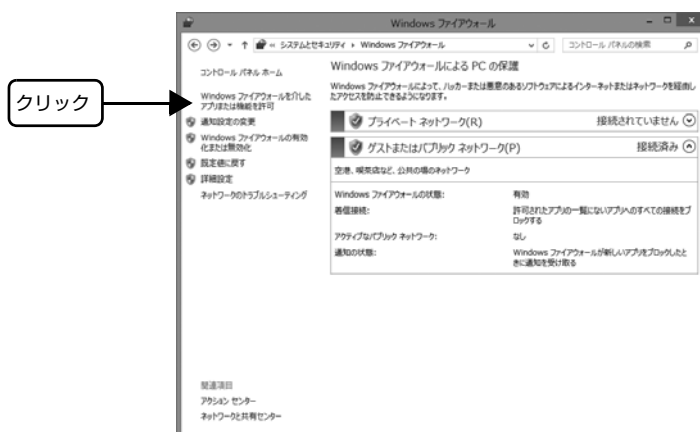 Windows ファイアウォール
« システムとセキュリティ › Windows ファイアウォール
コントロール パネルの検索
クリック
コントロール パネル ホーム
Windows ファイアウォールを介した
アプリまたは機能を許可
通知設定の変更
Windows ファイアウォールの有効
化または無効化
既定値に戻す
詳細設定
ネットワークのトラブルシューティング
Windows ファイアウォールによる PC の保護
Windows ファイアウォールによって、ハッカーまたは悪意のあるソフトウェアによるインターネットまたはネットワークを経由し
たアクセスを防止できるようになります。
プライベート ネットワーク(R) 接続されていません
ゲストまたはパブリック ネットワーク(P) 接続済み
空港、喫茶店など、公共の場のネットワーク
Windows ファイアウォールの状態: 有効
着信接続: 許可されたアプリの一覧にないアプリへのすべての接続をブ
ロックする
アクティブなパブリック ネットワーク: なし
通知の状態: Windows ファイアウォールが新しいアプリをブロックしたと
きに通知を受け取る
関連項目
アクション センター
ネットワークと共有センター